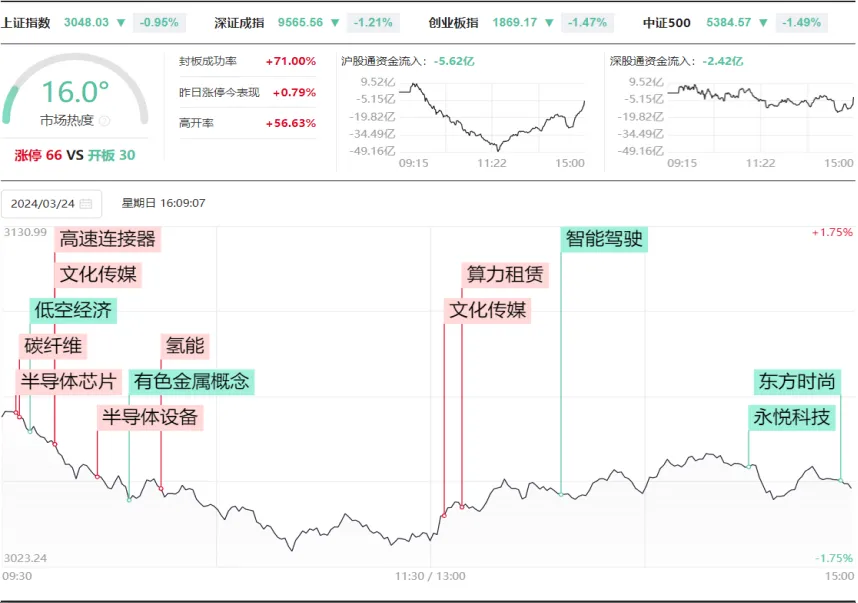 上证指数 3048.03 ▼ -0.95% 深证成指 9565.56 ▼ -1.21% 创业板指 1869.17 ▼ -1.47% 中证500 5384.57 ▼ -1.49%
16.0°
市场热度
涨停 66 VS 开板 30
封板成功率 +71.00%
昨日涨停今表现 +0.79%
高开率 +56.63%
沪股通资金流入: -5.62亿
9.52亿
-5.15亿
-19.82亿
-34.49亿
-49.16亿
09:15 11:22 15:00
深股通资金流入: -2.42亿
9.52亿
-5.15亿
-19.82亿
-34.49亿
-49.16亿
09:15 11:22 15:00
2024/03/24 星期日 16:09:07
3130.99 高速连接器 智能驾驶 +1.75%
文化传媒 算力租赁
低空经济 文化传媒
碳纤维 氢能
半导体芯片 有色金属概念 东方时尚
半导体设备 永悦科技
3023.24 -1.75%
09:30 11:30 / 13:00 15:00